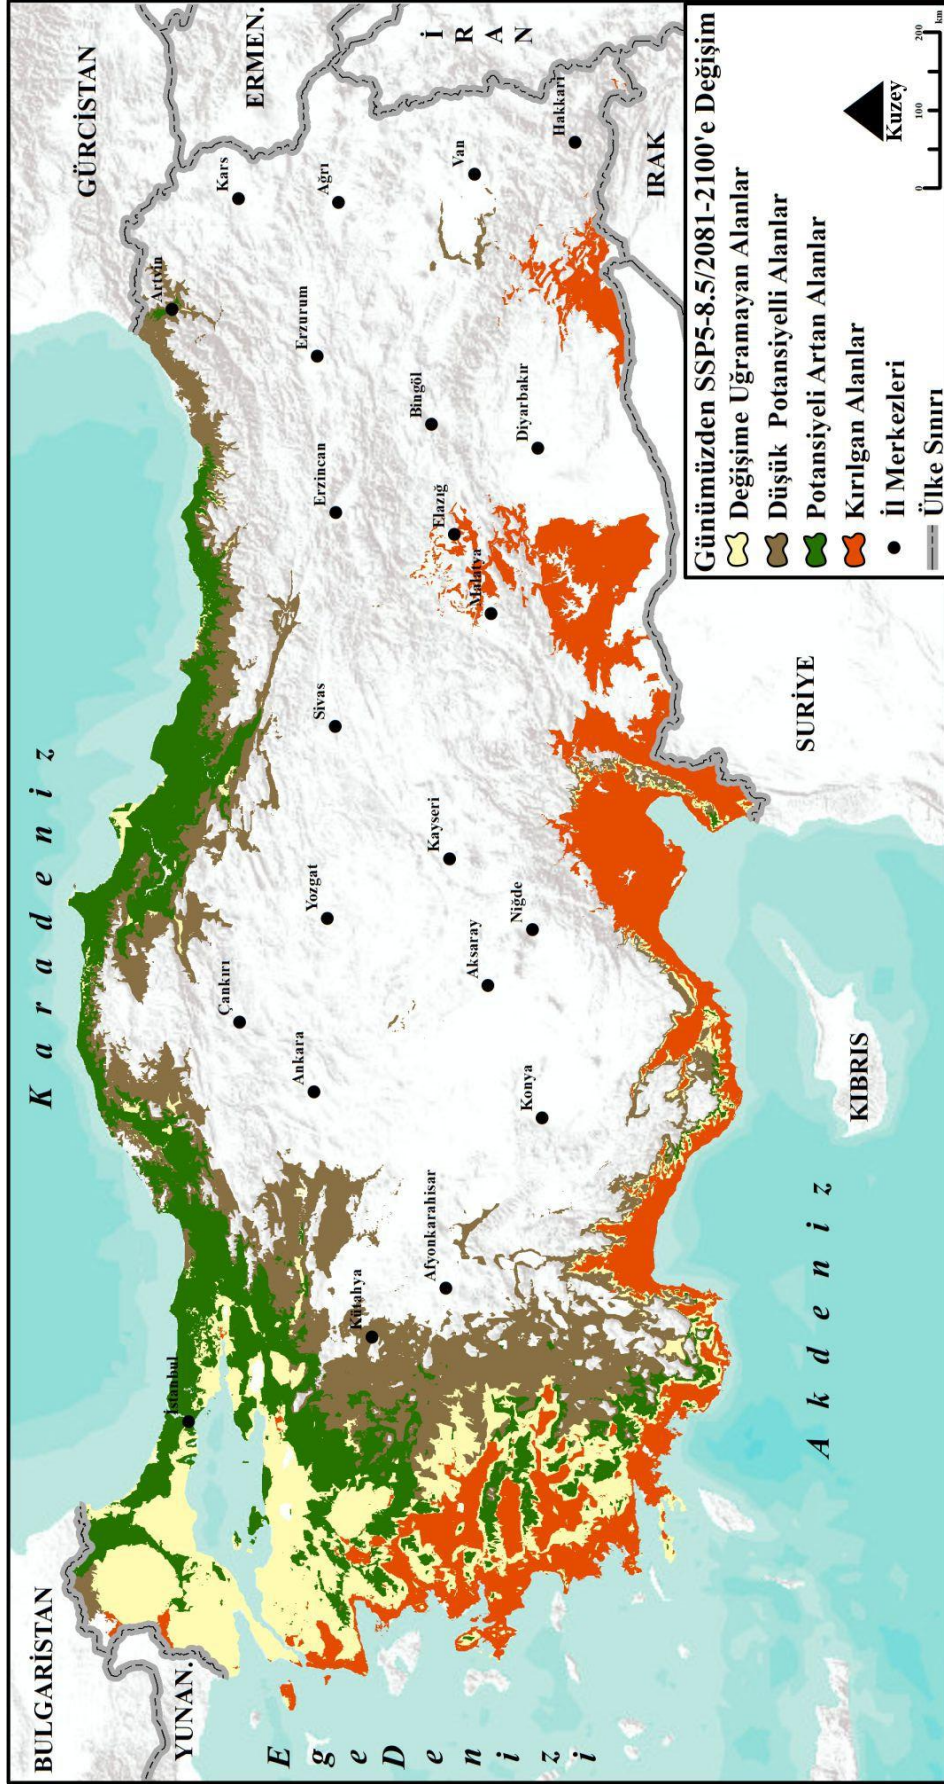 BULGARİSTAN
YUNAN.
GÜRCİSTAN
ERMEN.
İRAN
IRAK
SURİYE
KIBRIS
Karadeniz
Ege Denizi
Akdeniz
İstanbul
Kütahya
Afyonkarahisar
Ankara
Çankırı
Konya
Aksaray
Niğde
Yozgat
Kayseri
Sivas
Malatya
Elazığ
Erzincan
Bingöl
Diyarbakır
Erzurum
Artvin
Kars
Ağrı
Van
Hakkari
Günümüzden SSP5-8.5/2081-2100'e Değişim
Değişime Uğramayan Alanlar
Düşük Potansiyelli Alanlar
Potansiyeli Artan Alanlar
Kırılgan Alanlar
İl Merkezleri
Ülke Sınırı
Kuzey
0 100 200
km